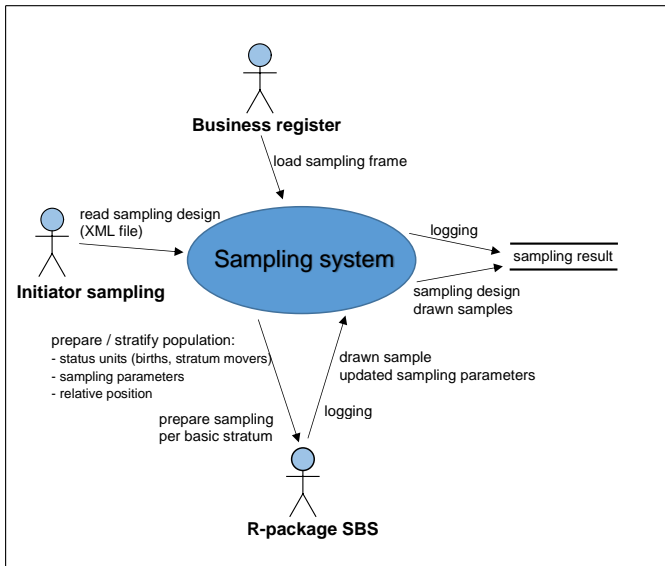 Business register
load sampling frame
read sampling design
(XML file)
Initiator sampling
Sampling system
logging
sampling result
sampling design
drawn samples
prepare / stratify population:
- status units (births, stratum movers)
- sampling parameters
- relative position
drawn sample
updated sampling parameters
prepare sampling
per basic stratum
logging
R-package SBS